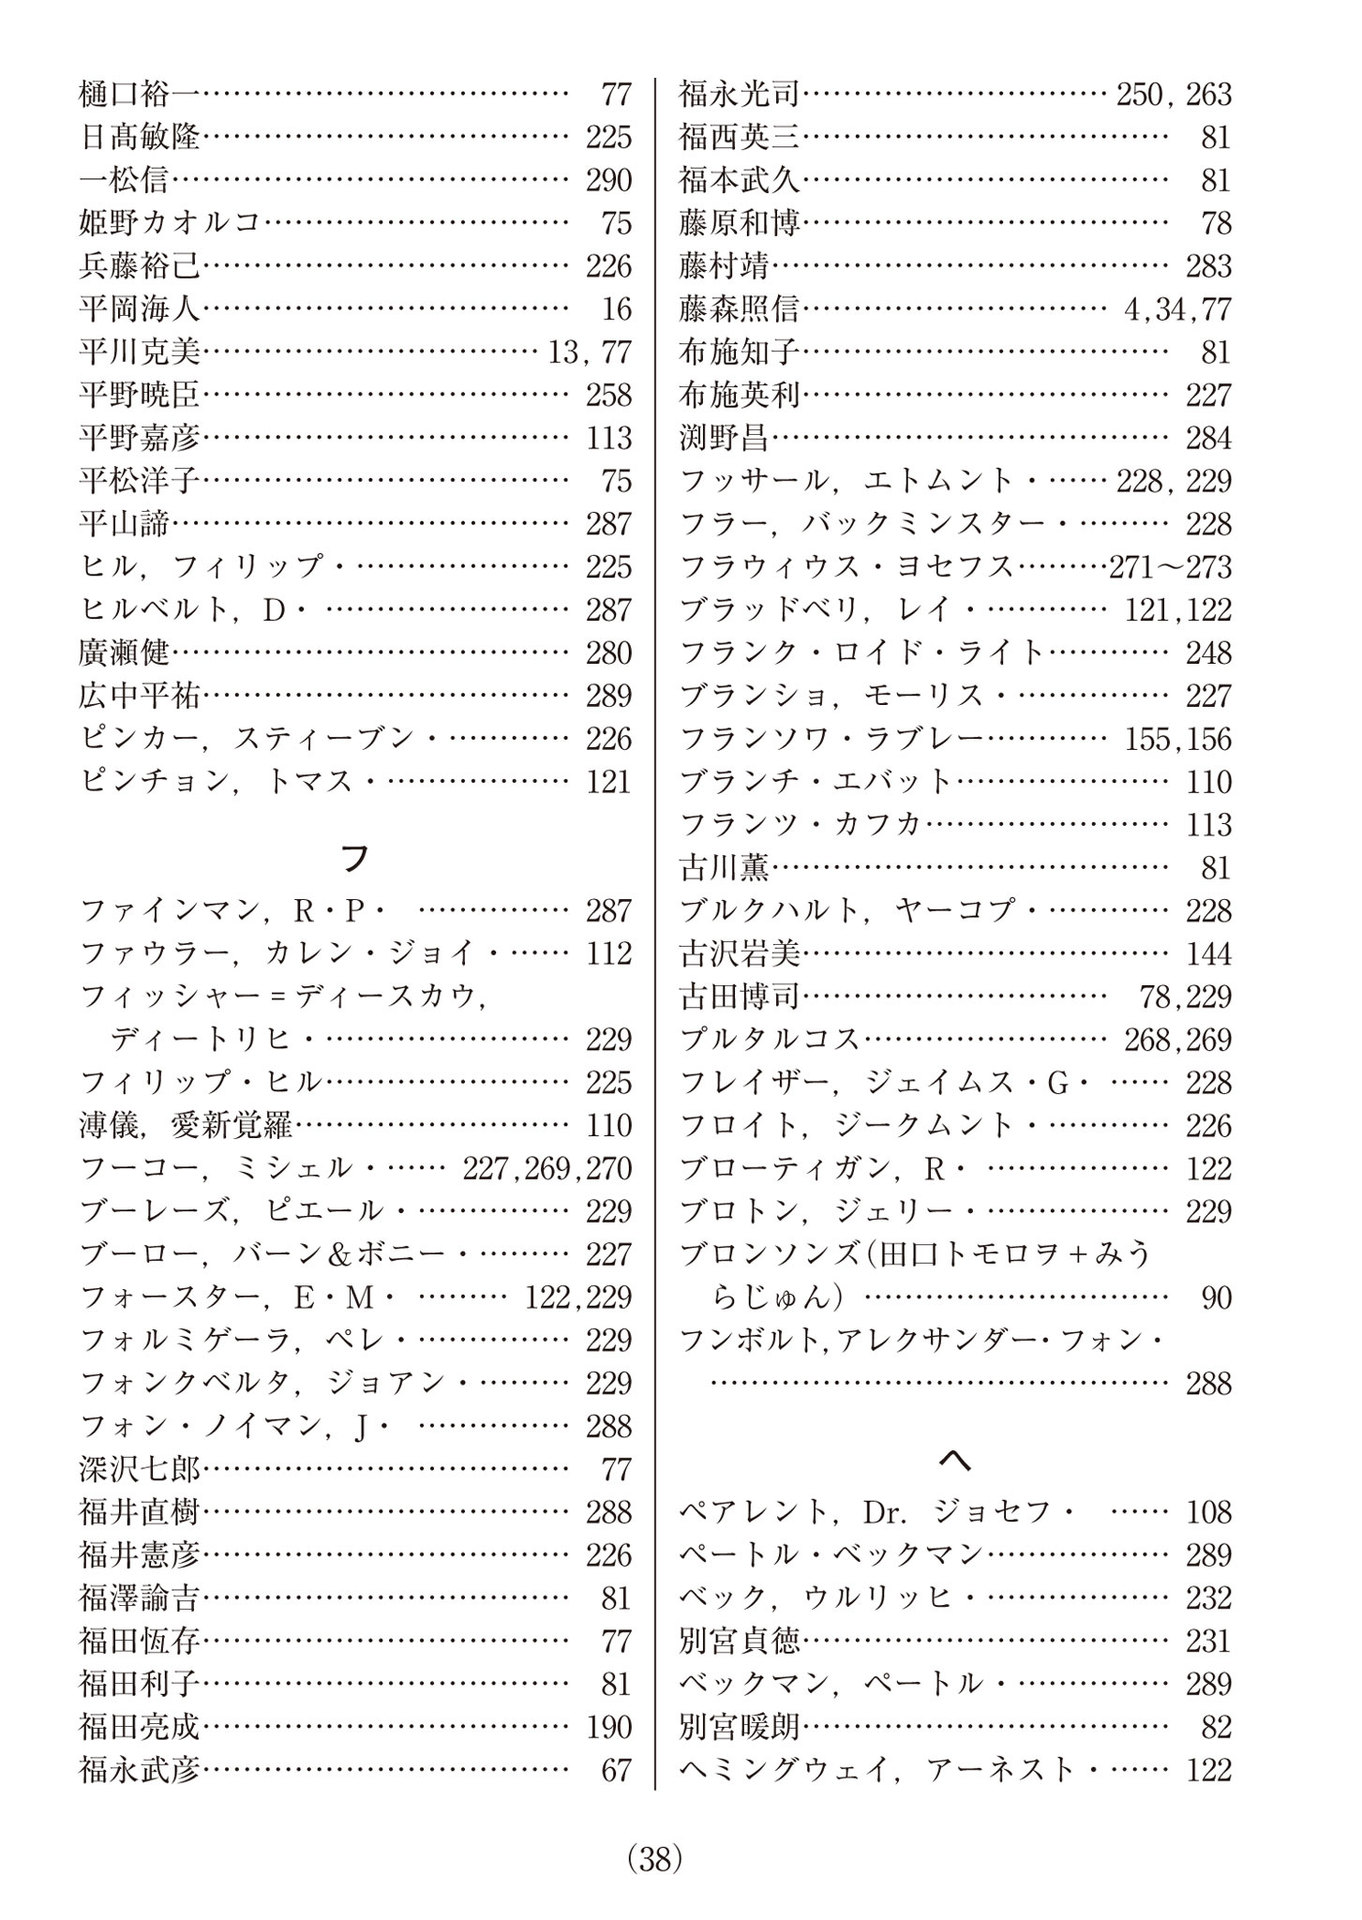 樋口裕一………………………………　77
日髙敏隆……………………………… 225
一松信………………………………… 290
姫野カオルコ…………………………　75
兵藤裕己……………………………… 226
平岡海人………………………………　16
平川克美…………………………… 13, 77
平野暁臣……………………………… 258
平野嘉彦……………………………… 113
平松洋子………………………………　75
平山諦………………………………… 287
ヒル，フィリップ・………………… 225
ヒルベルト，D・ …………………… 287
廣瀬健………………………………… 280
広中平祐……………………………… 289
ピンカー，スティーブン・………… 226
ピンチョン，トマス・……………… 121
フ
ファインマン，R・P・ …………… 287
ファウラー，カレン・ジョイ・…… 112
フィッシャー＝ディースカウ，
　ディートリヒ・…………………… 229
フィリップ・ヒル…………………… 225
溥儀，愛新覚羅……………………… 110
フーコー，ミシェル・…… 227,269,270
ブーレーズ，ピエール・…………… 229
ブーロー，バーン＆ボニー・……… 227
フォースター，E・M・ ……… 122,229
フォルミゲーラ，ペレ・…………… 229
フォンクベルタ，ジョアン・……… 229
フォン・ノイマン，J・ …………… 288
深沢七郎………………………………　77
福井直樹……………………………… 288
福井憲彦……………………………… 226
福澤諭吉………………………………　81
福田恆存………………………………　77
福田利子………………………………　81
福田亮成……………………………… 190
福永武彦………………………………　67
福永光司………………………… 250, 263
福西英三………………………………　81
福本武久………………………………　81
藤原和博………………………………　78
藤村靖………………………………… 283
藤森照信………………………… 4,34,77
布施知子………………………………　81
布施英利……………………………… 227
渕野昌………………………………… 284
フッサール，エトムント・…… 228, 229
フラー，バックミンスター・……… 228
フラウィウス・ヨセフス………271～273
ブラッドベリ，レイ・………… 121,122
フランク・ロイド・ライト………… 248
ブランショ，モーリス・…………… 227
フランソワ・ラブレー………… 155,156
ブランチ・エバット………………… 110
フランツ・カフカ…………………… 113
古川薫…………………………………　81
ブルクハルト，ヤーコプ・………… 228
古沢岩美……………………………… 144
古田博司………………………… 78,229
プルタルコス…………………… 268,269
フレイザー，ジェイムス・G・ …… 228
フロイト，ジークムント・………… 226
ブローティガン，R・ ……………… 122
ブロトン，ジェリー・……………… 229
ブロンソンズ(田口トモロヲ＋みう
　らじゅん) …………………………　90
フンボルト,アレクサンダー・フォン・
　……………………………………… 288
ヘ
ペアレント，Dr. ジョセフ・ …… 108
ペートル・ベックマン……………… 289
ベック，ウルリッヒ・……………… 232
別宮貞徳……………………………… 231
ベックマン，ペートル・…………… 289
別宮暖朗………………………………　82
ヘミングウェイ，アーネスト・…… 122
(38)